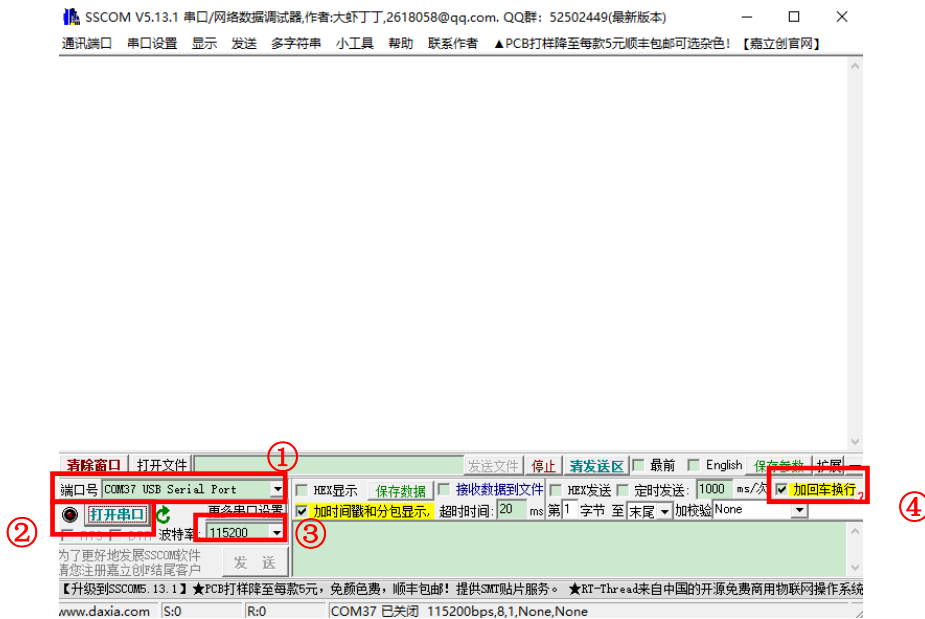 SSCOM V5.13.1 串口/网络数据调试器,作者:大虾丁丁,2618058@qq.com. QQ群: 52502449(最新版本)
通讯端口 串口设置 显示 发送 多字符串 小工具 帮助 联系作者 ▲PCB打样降至每款5元顺丰包邮可选杂色!【嘉立创官网】
清除窗口 打开文件 发送文件 停止 清发送区 最前 English 保存参数 扩展 —
①
端口号 COM37 USB Serial Port HEX显示 保存数据 接收数据到文件 HEX发送 定时发送: 1000 ms/次 加回车换行
② 打开串口 更多串口设置 加时间戳和分包显示, 超时时间: 20 ms 第1 字节 至 末尾 加校验 None ④
RTS DTR 波特率: 115200 ③
为了更好地发展SSCOM软件
请您注册嘉立创F结尾客户
发 送
【升级到SSCOM5.13.1】★PCB打样降至每款5元,免颜色费,顺丰包邮!提供SMT贴片服务。 ★RT-Thread来自中国的开源免费商用物联网操作系统
www.daxia.com S:0 R:0 COM37 已关闭 115200bps,8,1,None,None